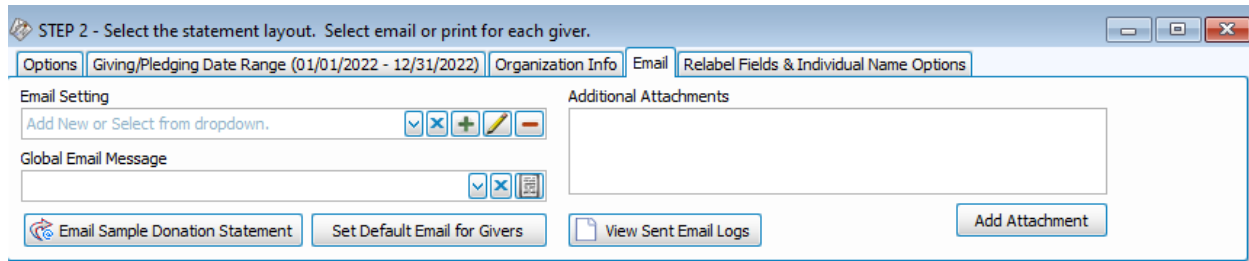 STEP 2 - Select the statement layout.  Select email or print for each giver.
Options
Giving/Pledging Date Range (01/01/2022 - 12/31/2022)
Organization Info
Email
Relabel Fields & Individual Name Options
Email Setting
Add New or Select from dropdown.
Global Email Message
Additional Attachments
Email Sample Donation Statement
Set Default Email for Givers
View Sent Email Logs
Add Attachment